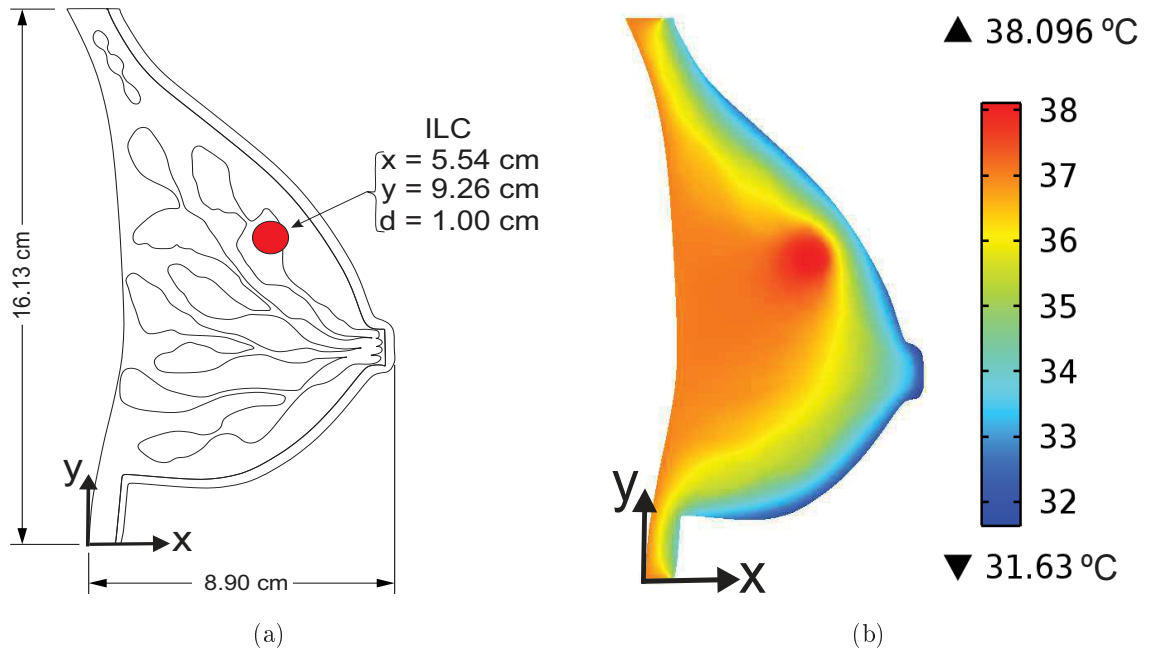 16.13 cm
ILC
x = 5.54 cm
y = 9.26 cm
d = 1.00 cm
y
x
8.90 cm
(a)
▲ 38.096 ºC
38
37
36
35
34
33
32
▼ 31.63 ºC
y
x
(b)